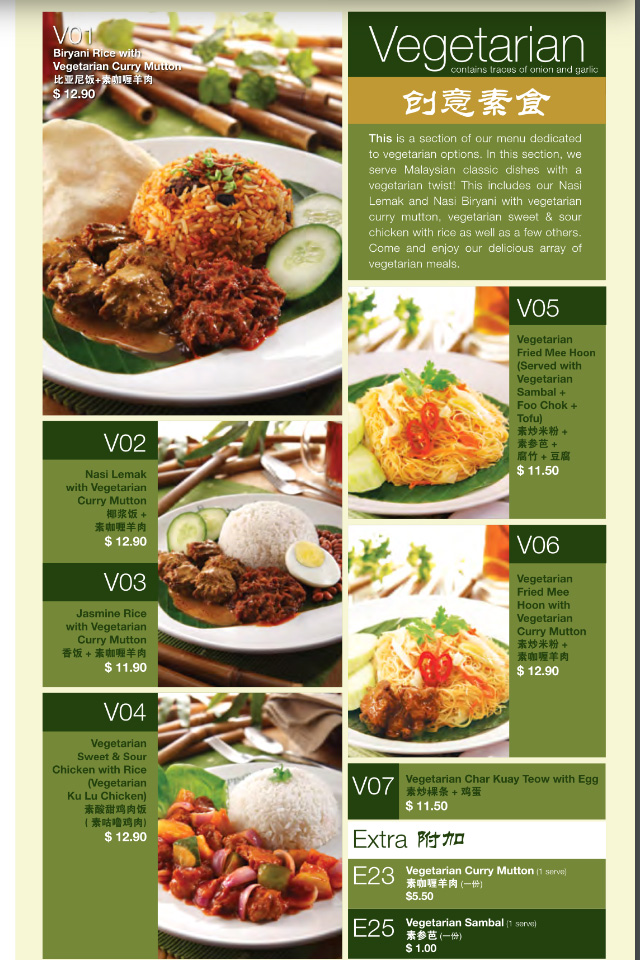 V01
Biryani Rice with
Vegetarian Curry Mutton
比亚尼饭+素咖喱羊肉
$ 12.90
Vegetarian
contains traces of onion and garlic
创意素食
This is a section of our menu dedicated
to vegetarian options. In this section, we
serve Malaysian classic dishes with a
vegetarian twist! This includes our Nasi
Lemak and Nasi Biryani with vegetarian
curry mutton, vegetarian sweet & sour
chicken with rice as well as a few others.
Come and enjoy our delicious array of
vegetarian meals.
V02
Nasi Lemak
with Vegetarian
Curry Mutton
椰浆饭 +
素咖喱羊肉
$ 12.90
V03
Jasmine Rice
with Vegetarian
Curry Mutton
香饭 + 素咖喱羊肉
$ 11.90
V04
Vegetarian
Sweet & Sour
Chicken with Rice
(Vegetarian
Ku Lu Chicken)
素酸甜鸡肉饭
( 素咕噜鸡肉)
$ 12.90
V05
Vegetarian
Fried Mee Hoon
(Served with
Vegetarian
Sambal +
Foo Chok +
Tofu)
素炒米粉 +
素参芭 +
腐竹 + 豆腐
$ 11.50
V06
Vegetarian
Fried Mee
Hoon with
Vegetarian
Curry Mutton
素炒米粉 +
素咖喱羊肉
$ 12.90
V07
Vegetarian Char Kuay Teow with Egg
素炒粿条 + 鸡蛋
$ 11.50
Extra 附加
E23
Vegetarian Curry Mutton (1 serve)
素咖喱羊肉 (一份)
$5.50
E25
Vegetarian Sambal (1 serve)
素参芭 (一份)
$ 1.00